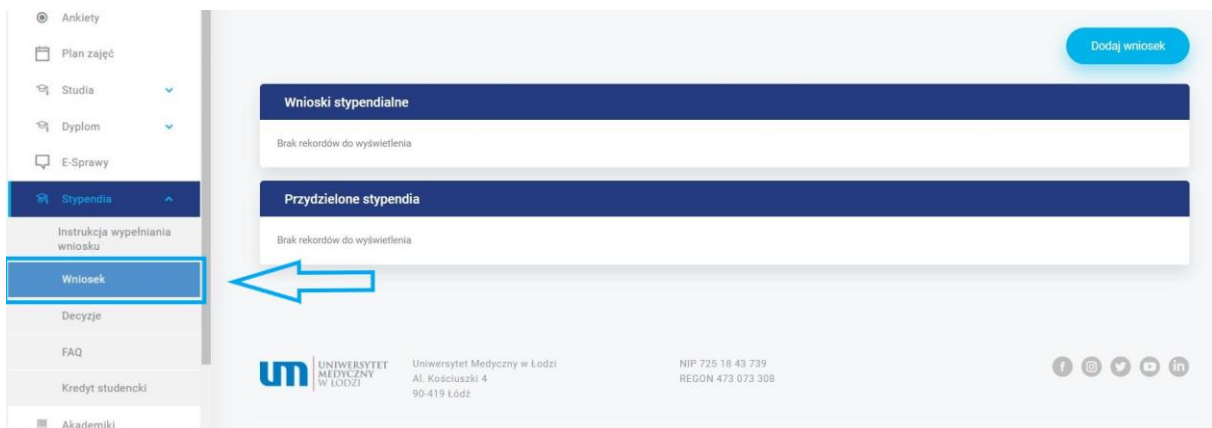 Ankiety
Plan zajęć
Studia
Dyplom
E-Sprawy
Stypendia
Instrukcja wypełniania
wniosku
Wniosek
Decyzje
FAQ
Kredyt studencki
Akademiki
Dodaj wniosek
Wnioski stypendialne
Brak rekordów do wyświetlenia
Przydzielone stypendia
Brak rekordów do wyświetlenia
um
UNIWERSYTET
MEDYCZNY
W ŁODZI
Uniwersytet Medyczny w Łodzi
Al. Kościuszki 4
90-419 Łódź
NIP 725 18 43 739
REGON 473 073 308